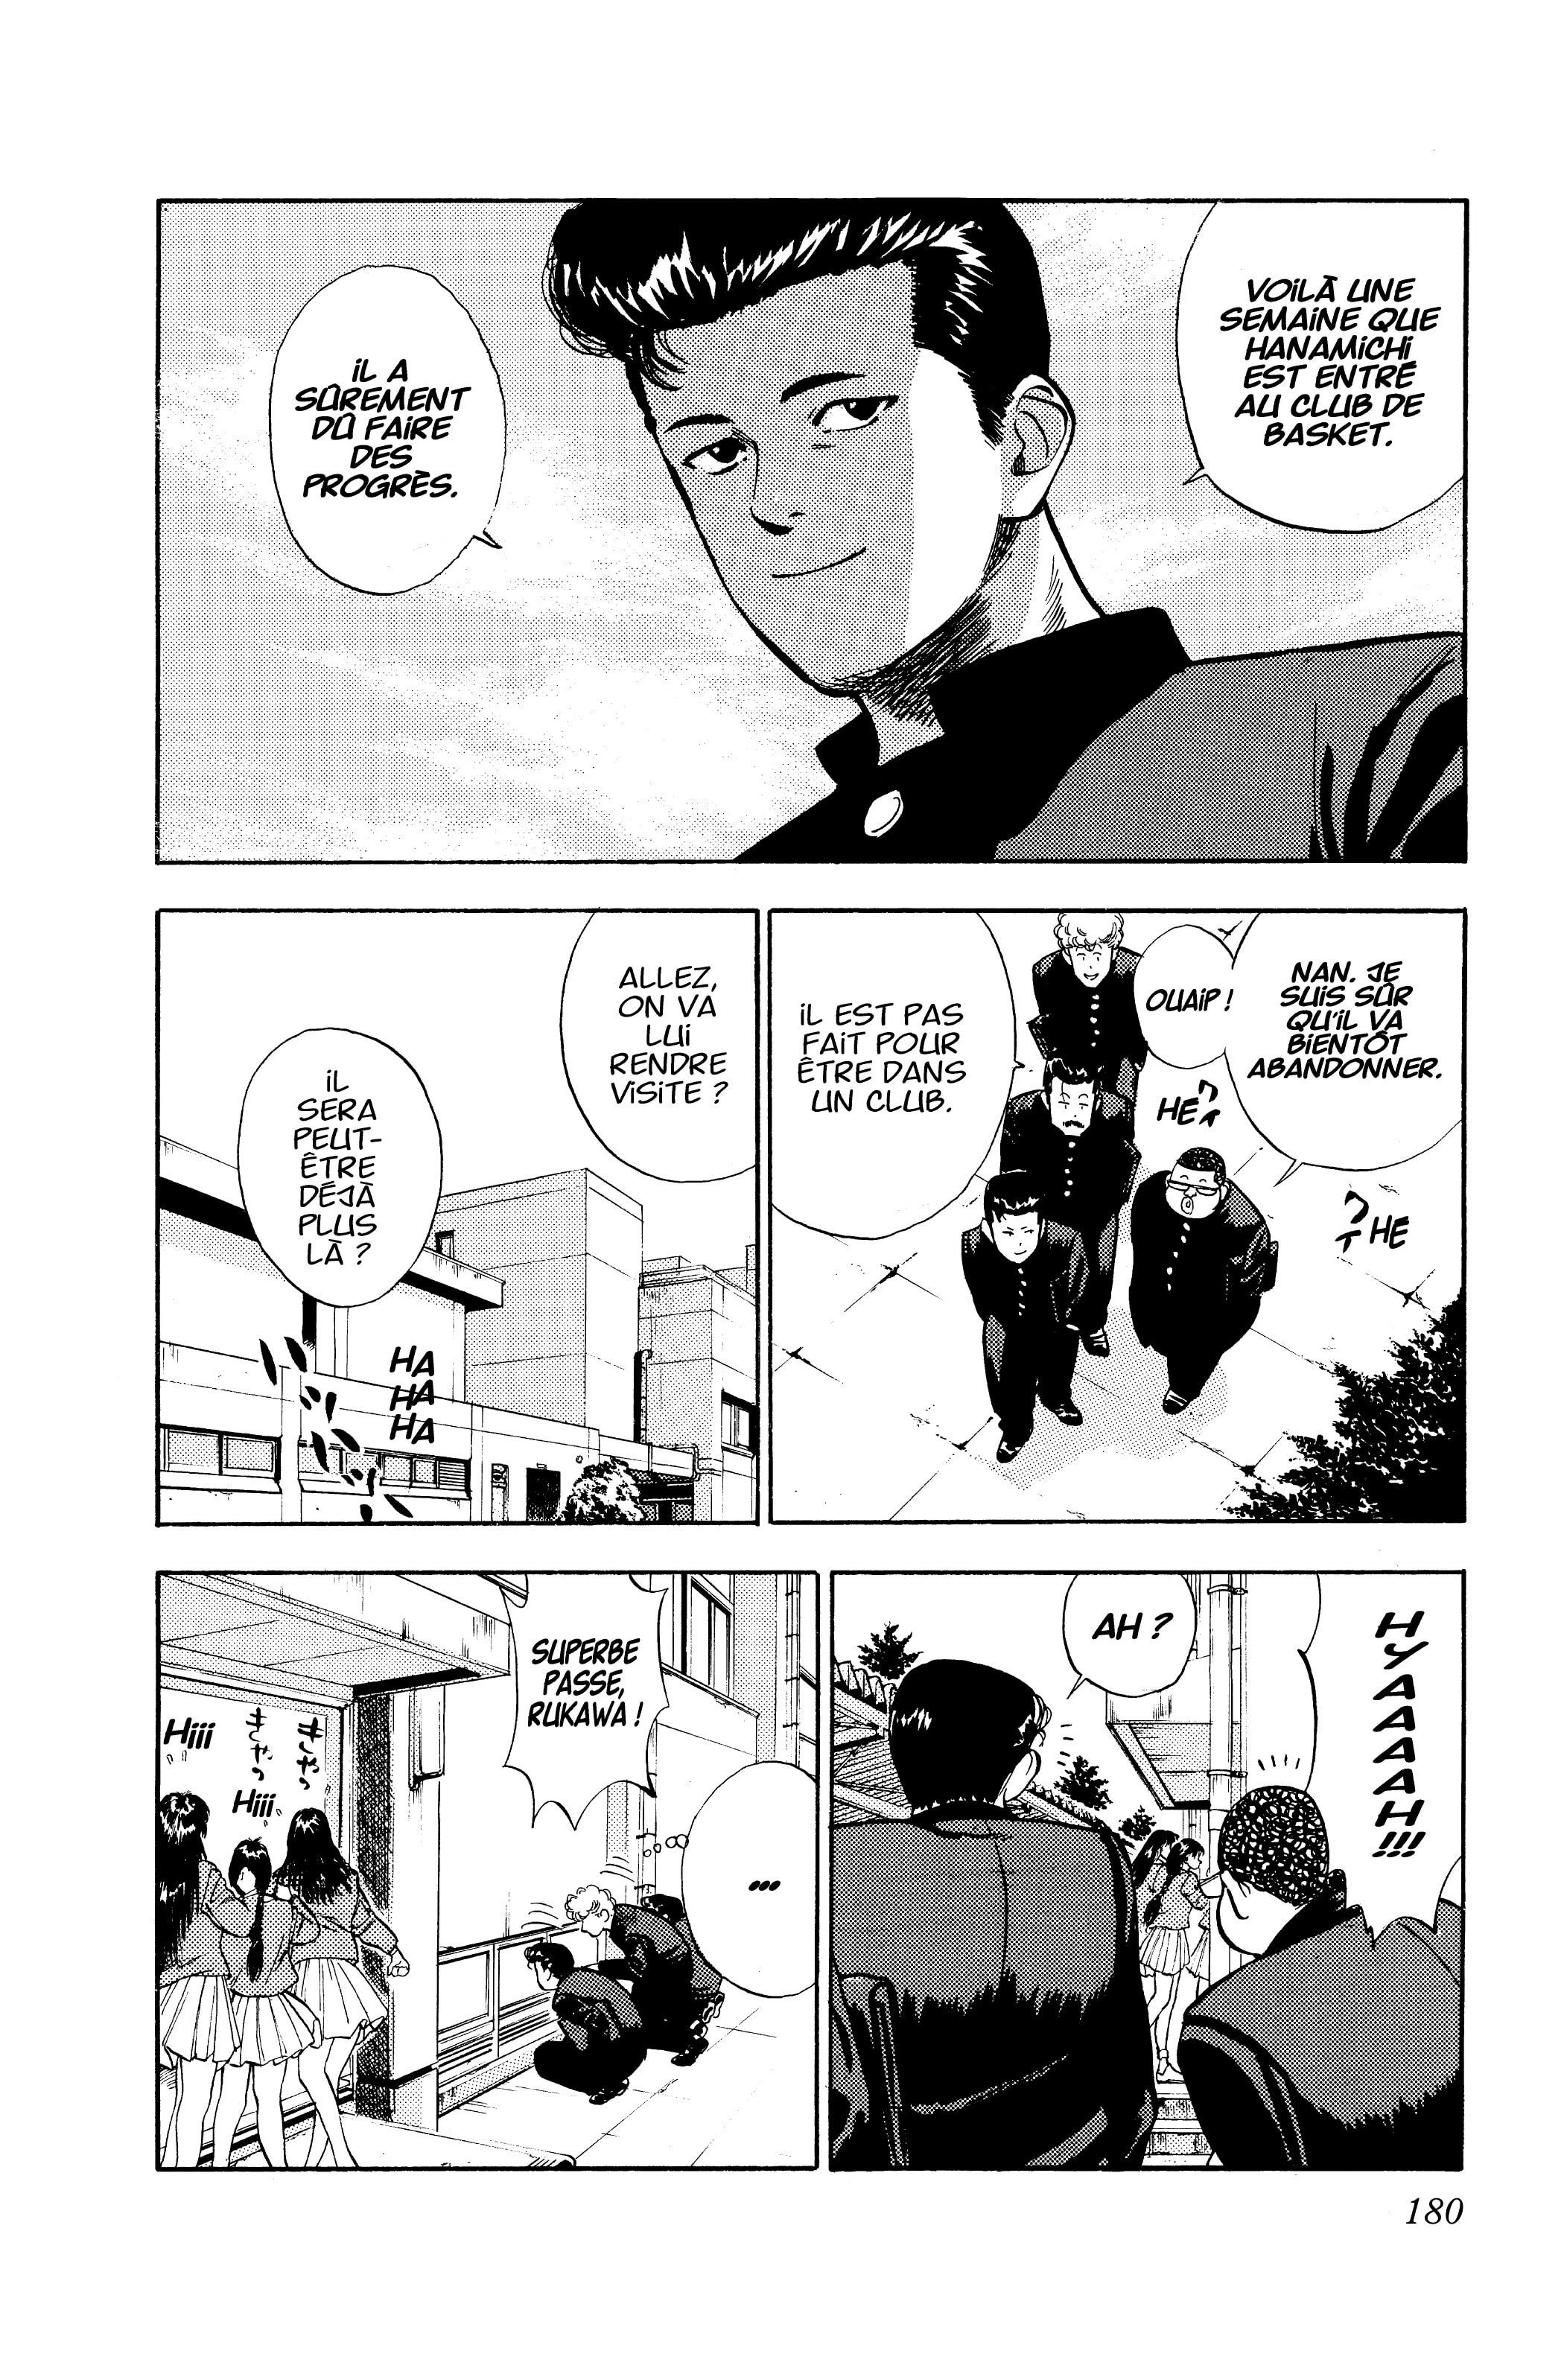 VOILÀ UNE
SEMAINE QUE
HANAMICHI
EST ENTRÉ
AU CLUB DE
BASKET.
IL A
SÛREMENT
DÛ FAIRE
DES
PROGRÈS.
NAN. JE
SUIS SÛR
QU'IL VA
BIENTÔT
ABANDONNER.
OUAIP !
HE
HE
IL EST PAS
FAIT POUR
ÊTRE DANS
UN CLUB.
ALLEZ,
ON VA
LUI
RENDRE
VISITE ?
IL
SERA
PEUT-
ÊTRE
DÉJÀ
PLUS
LÀ ?
HA
HA
HA
HYAAAAH!!!
AH ?
SUPERBE
PASSE,
RUKAWA !
...
きゃっ
きゃっ
Hiii
Hiii
180